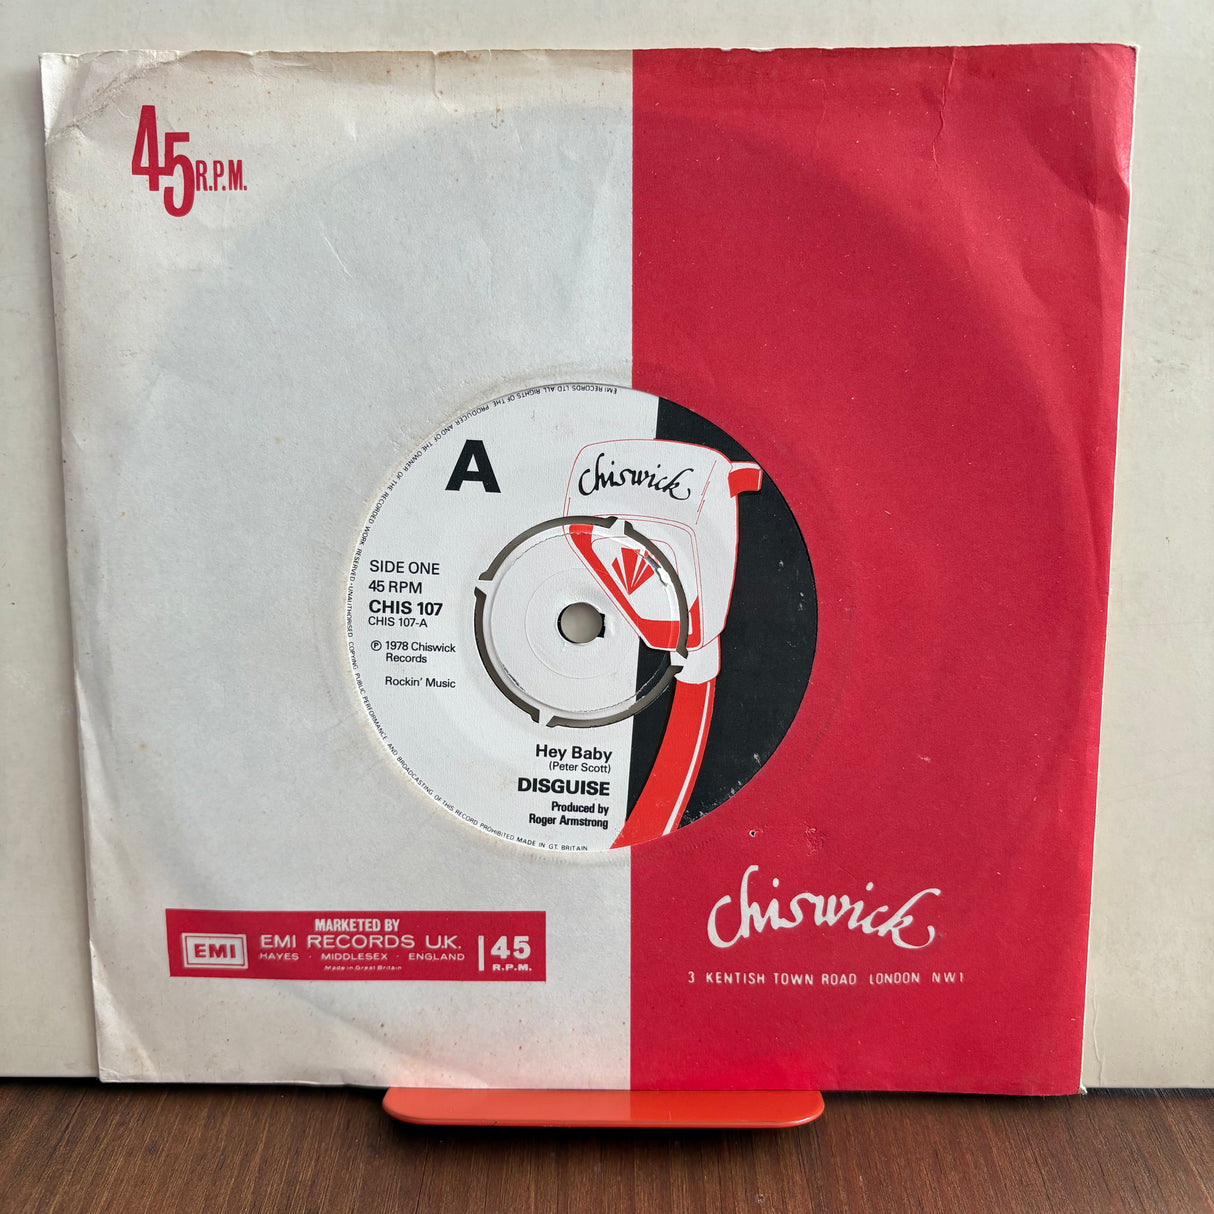 45 R.P.M.
EMI RECORDS LTD ALL RIGHTS OF THE PRODUCER AND OF THE OWNER OF THE RECORDED WORK RESERVED · UNAUTHORISED COPYING PUBLIC PERFORMANCE AND BROADCASTING OF THIS RECORD PROHIBITED MADE IN GT. BRITAIN
A
Chiswick
SIDE ONE
45 RPM
CHIS 107
CHIS 107-A
Ⓟ 1978 Chiswick
Records
Rockin' Music
Hey Baby
(Peter Scott)
DISGUISE
Produced by
Roger Armstrong
MARKETED BY
EMI
EMI RECORDS U.K.
HAYES · MIDDLESEX · ENGLAND
Made in Great Britain
45
R.P.M.
Chiswick
3 KENTISH TOWN ROAD LONDON NW1